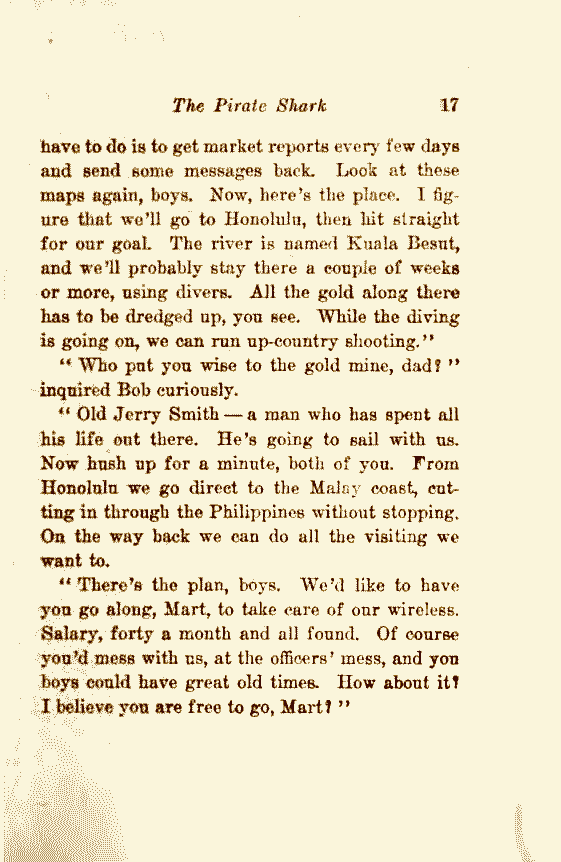 The Pirate Shark 17
have to do is to get market reports every few days
and send some messages back. Look at these
maps again, boys. Now, here's the place. I fig-
ure that we'll go to Honolulu, then hit straight
for our goal. The river is named Kuala Besut,
and we'll probably stay there a couple of weeks
or more, using divers. All the gold along there
has to be dredged up, you see. While the diving
is going on, we can run up-country shooting."
"Who put you wise to the gold mine, dad?"
inquired Bob curiously.
"Old Jerry Smith — a man who has spent all
his life out there. He's going to sail with us.
Now hush up for a minute, both of you. From
Honolulu we go direct to the Malay coast, cut-
ting in through the Philippines without stopping.
On the way back we can do all the visiting we
want to.
"There's the plan, boys. We'd like to have
you go along, Mart, to take care of our wireless.
Salary, forty a month and all found. Of course
you'd mess with us, at the officers' mess, and you
boys could have great old times. How about it?
I believe you are free to go, Mart?"